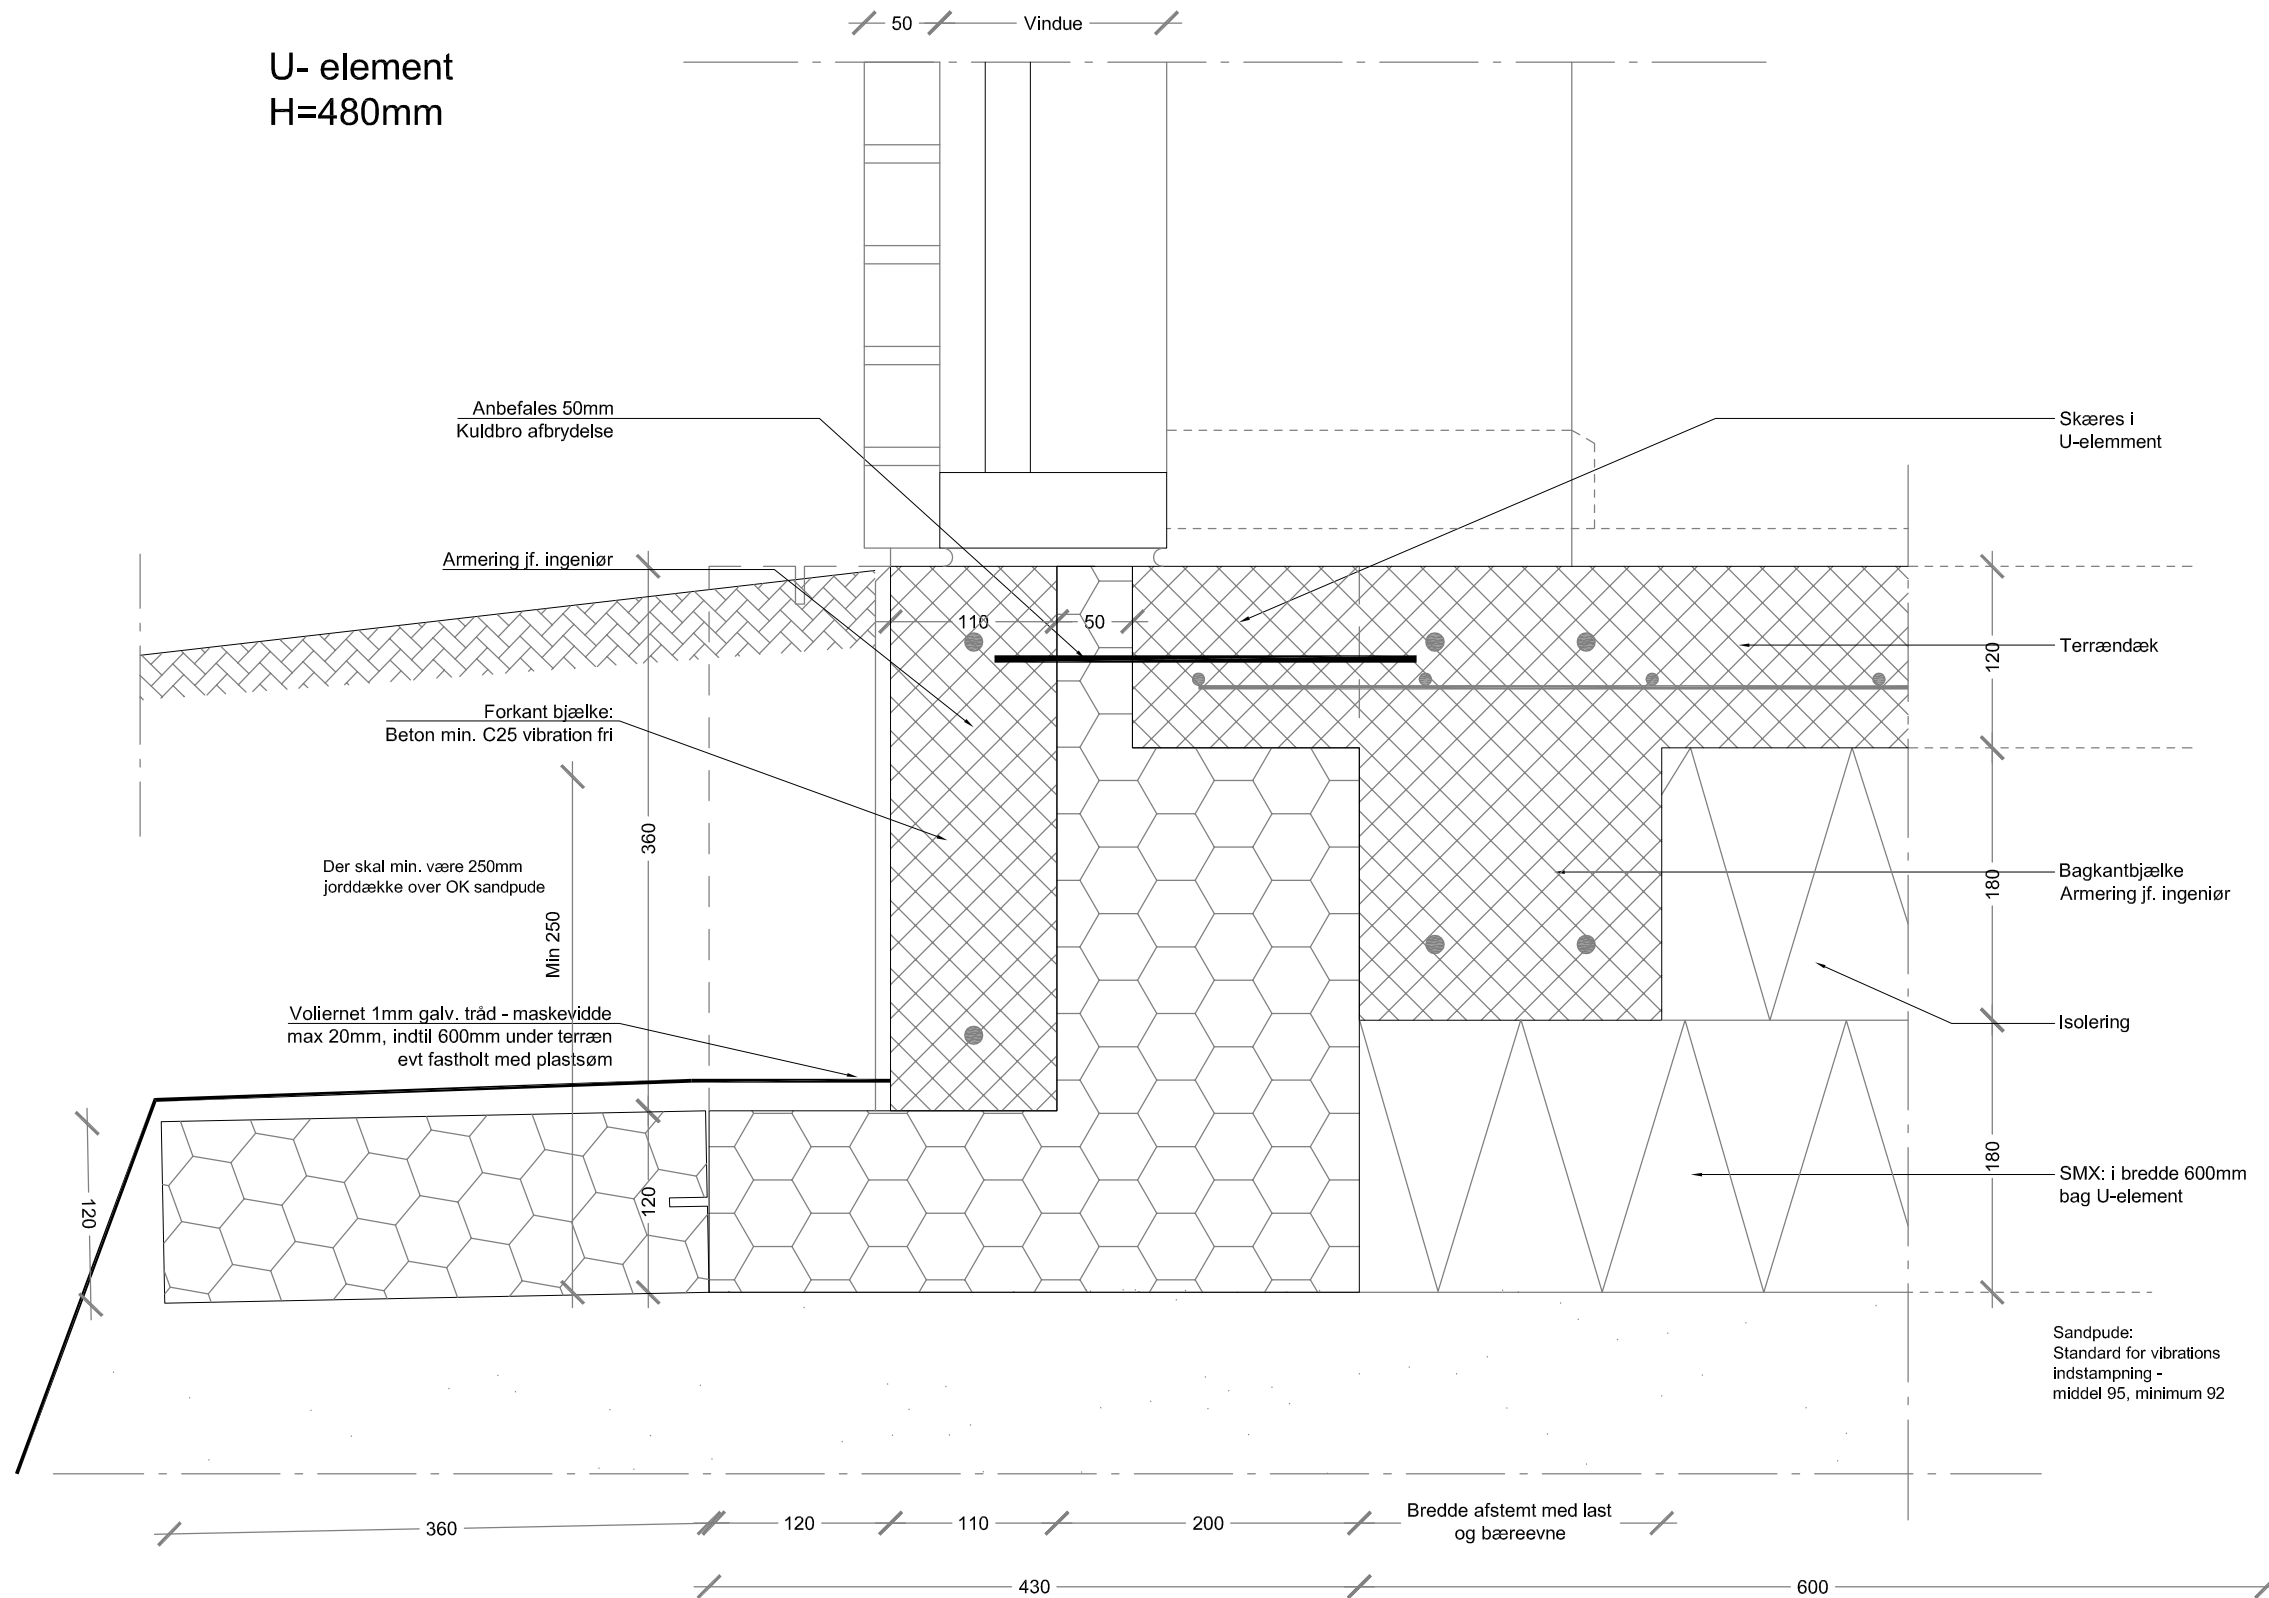 50
Vindue
U- element
H=480mm
Anbefales 50mm
Kuldbro afbrydelse
Skæres i
U-elemment
Armering jf. ingeniør
110
50
Terrændæk
120
Forkant bjælke:
Beton min. C25 vibration fri
360
Der skal min. være 250mm
jorddække over OK sandpude
Min 250
180
Bagkantbjælke
Armering jf. ingeniør
Voliernet 1mm galv. tråd - maskevidde
max 20mm, indtil 600mm under terræn
evt fastholt med plastsøm
Isolering
120
120
180
SMX: i bredde 600mm
bag U-element
Sandpude:
Standard for vibrations
indstampning -
middel 95, minimum 92
360
120
110
200
Bredde afstemt med last
og bæreevne
430
600